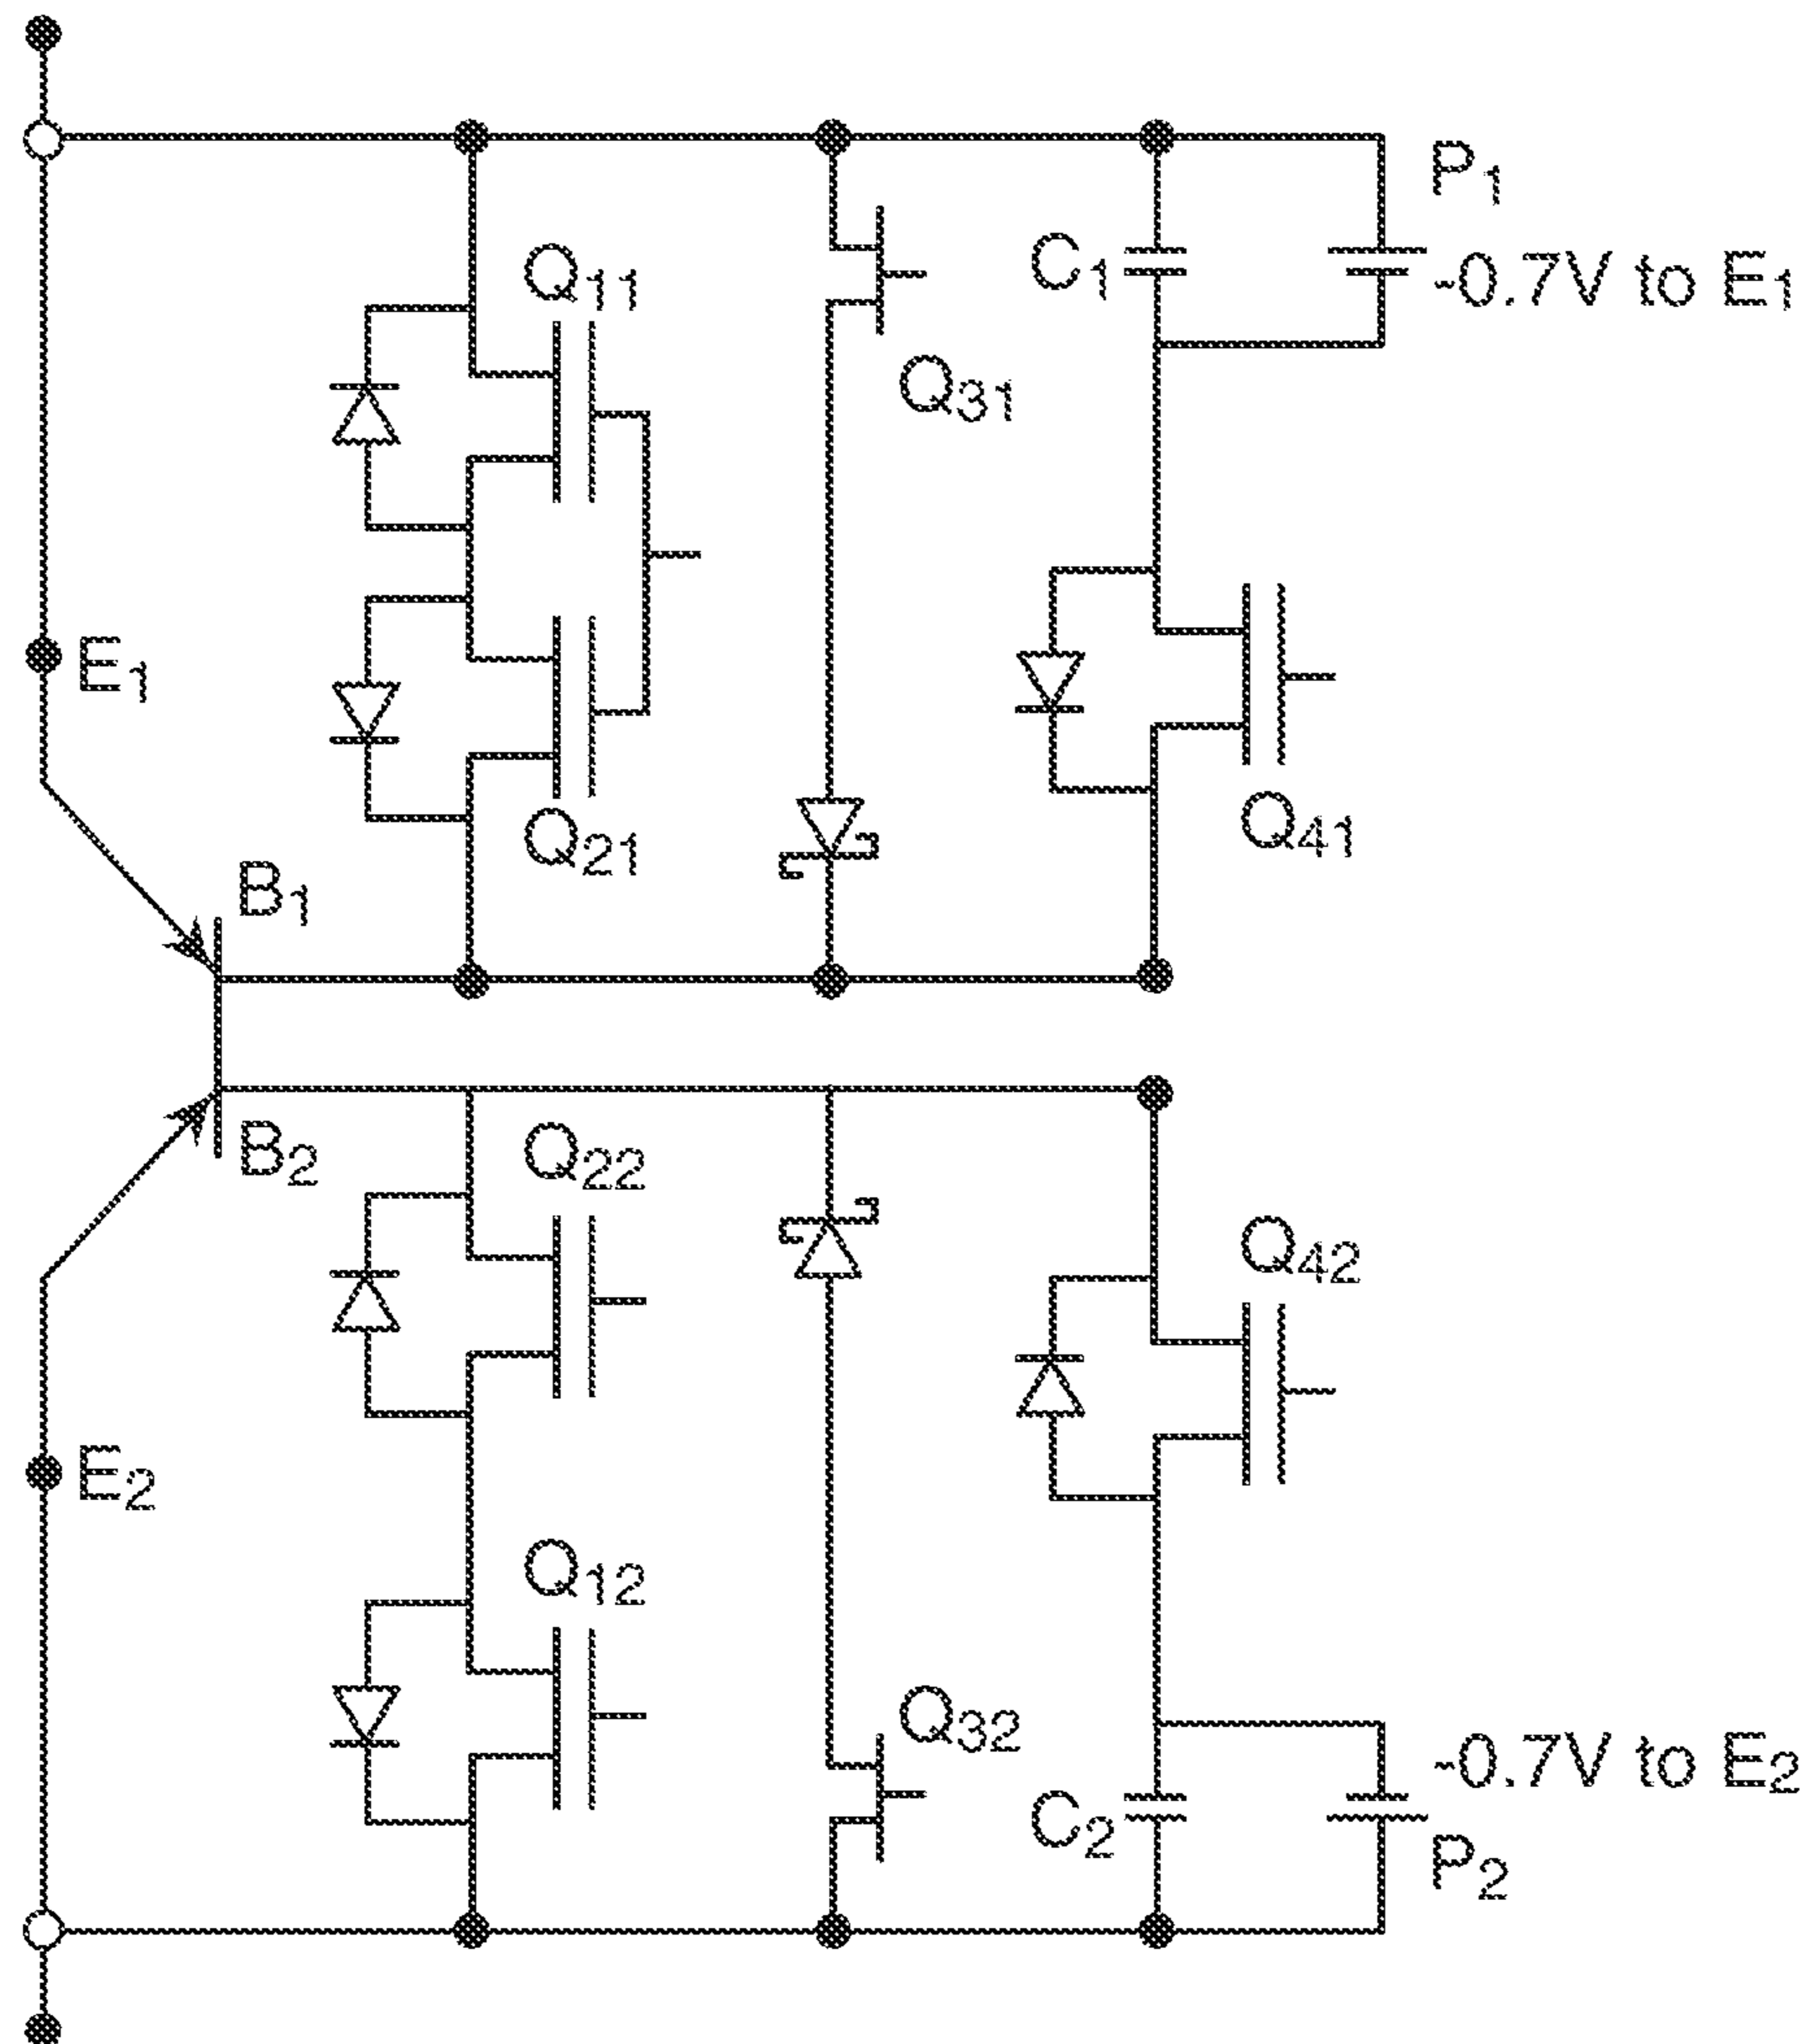 P1
Q11
C1
-0.7V to E1
Q31
E1
Q41
Q21
B1
B2
Q22
Q42
E2
Q12
Q32
-0.7V to E2
C2
P2